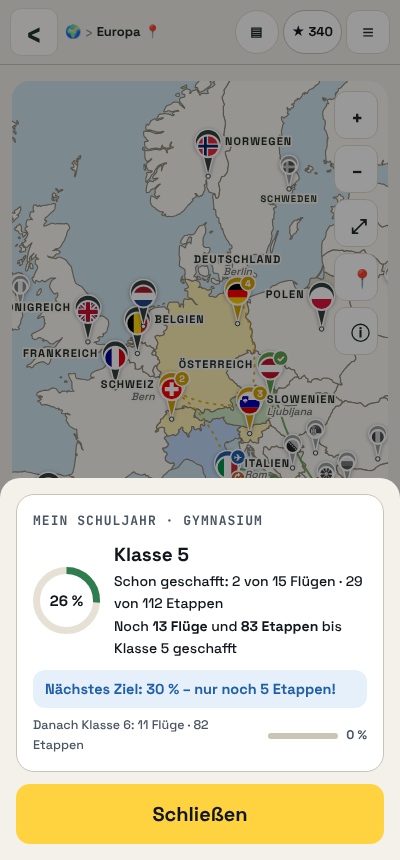 < 🌍 > Europa 📍 ★ 340 ≡
+
NORWEGEN
−
SCHWEDEN
DEUTSCHLAND
Berlin
4
POLEN
BELGIEN
FRANKREICH
ÖSTERREICH
SCHWEIZ
2
Bern
3
SLOWENIEN
Ljubljana
ITALIEN
Rom
MEIN SCHULJAHR · GYMNASIUM
Klasse 5
26 %
Schon geschafft: 2 von 15 Flügen · 29
von 112 Etappen
Noch 13 Flüge und 83 Etappen bis
Klasse 5 geschafft
Nächstes Ziel: 30 % – nur noch 5 Etappen!
Danach Klasse 6: 11 Flüge · 82
Etappen
0 %
Schließen